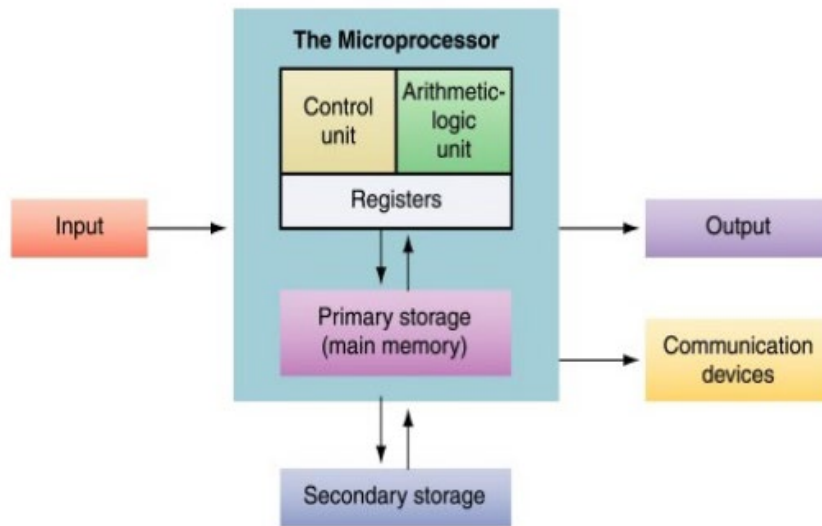 The Microprocessor
Control
unit
Arithmetic-
logic
unit
Registers
Input
Output
Primary storage
(main memory)
Communication
devices
Secondary storage